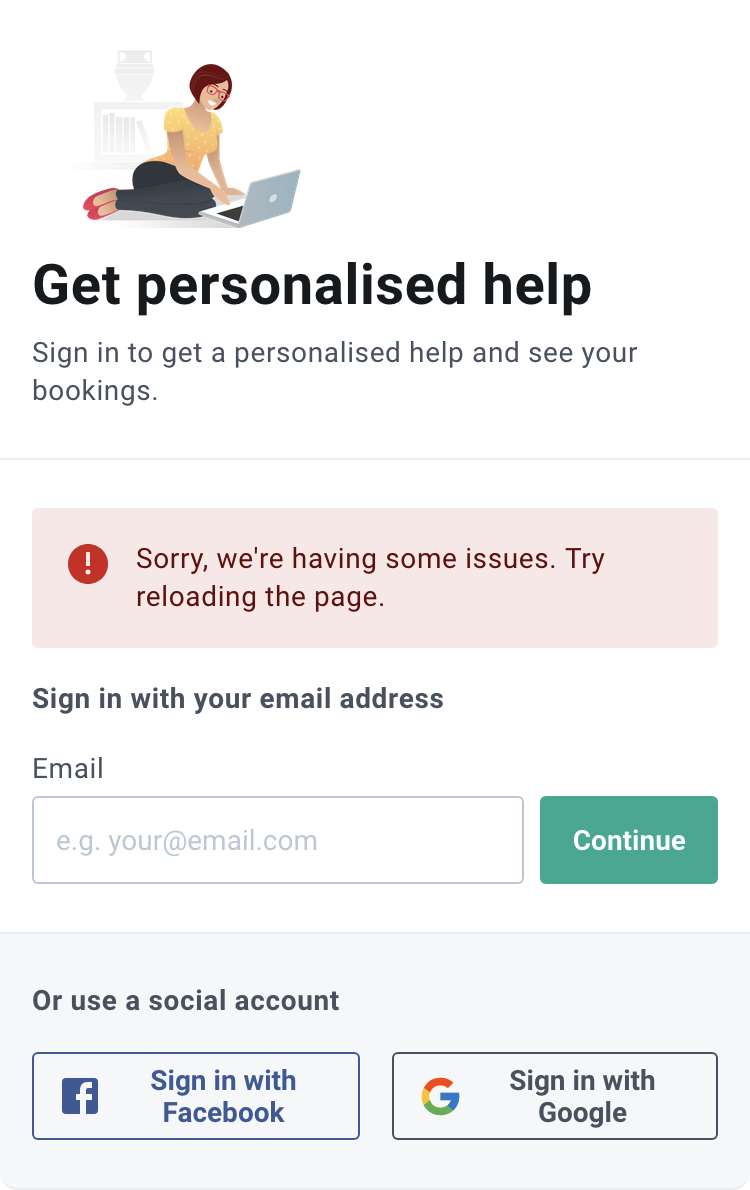 Get personalised help
Sign in to get a personalised help and see your
bookings.
Sorry, we're having some issues. Try
reloading the page.
Sign in with your email address
Email
e.g. your@email.com
Continue
Or use a social account
Sign in with
Facebook
Sign in with
Google